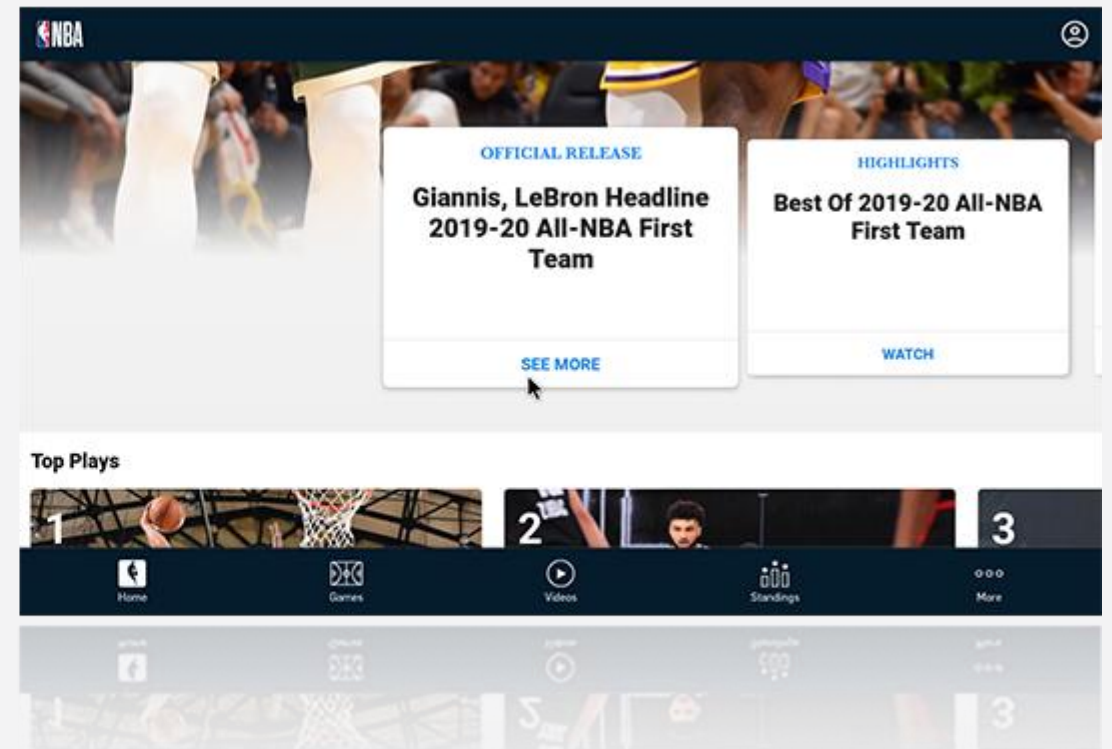 NBA
OFFICIAL RELEASE
Giannis, LeBron Headline
2019-20 All-NBA First
Team
SEE MORE
HIGHLIGHTS
Best Of 2019-20 All-NBA
First Team
WATCH
Top Plays
1
2
3
Home
Games
Videos
Standings
More